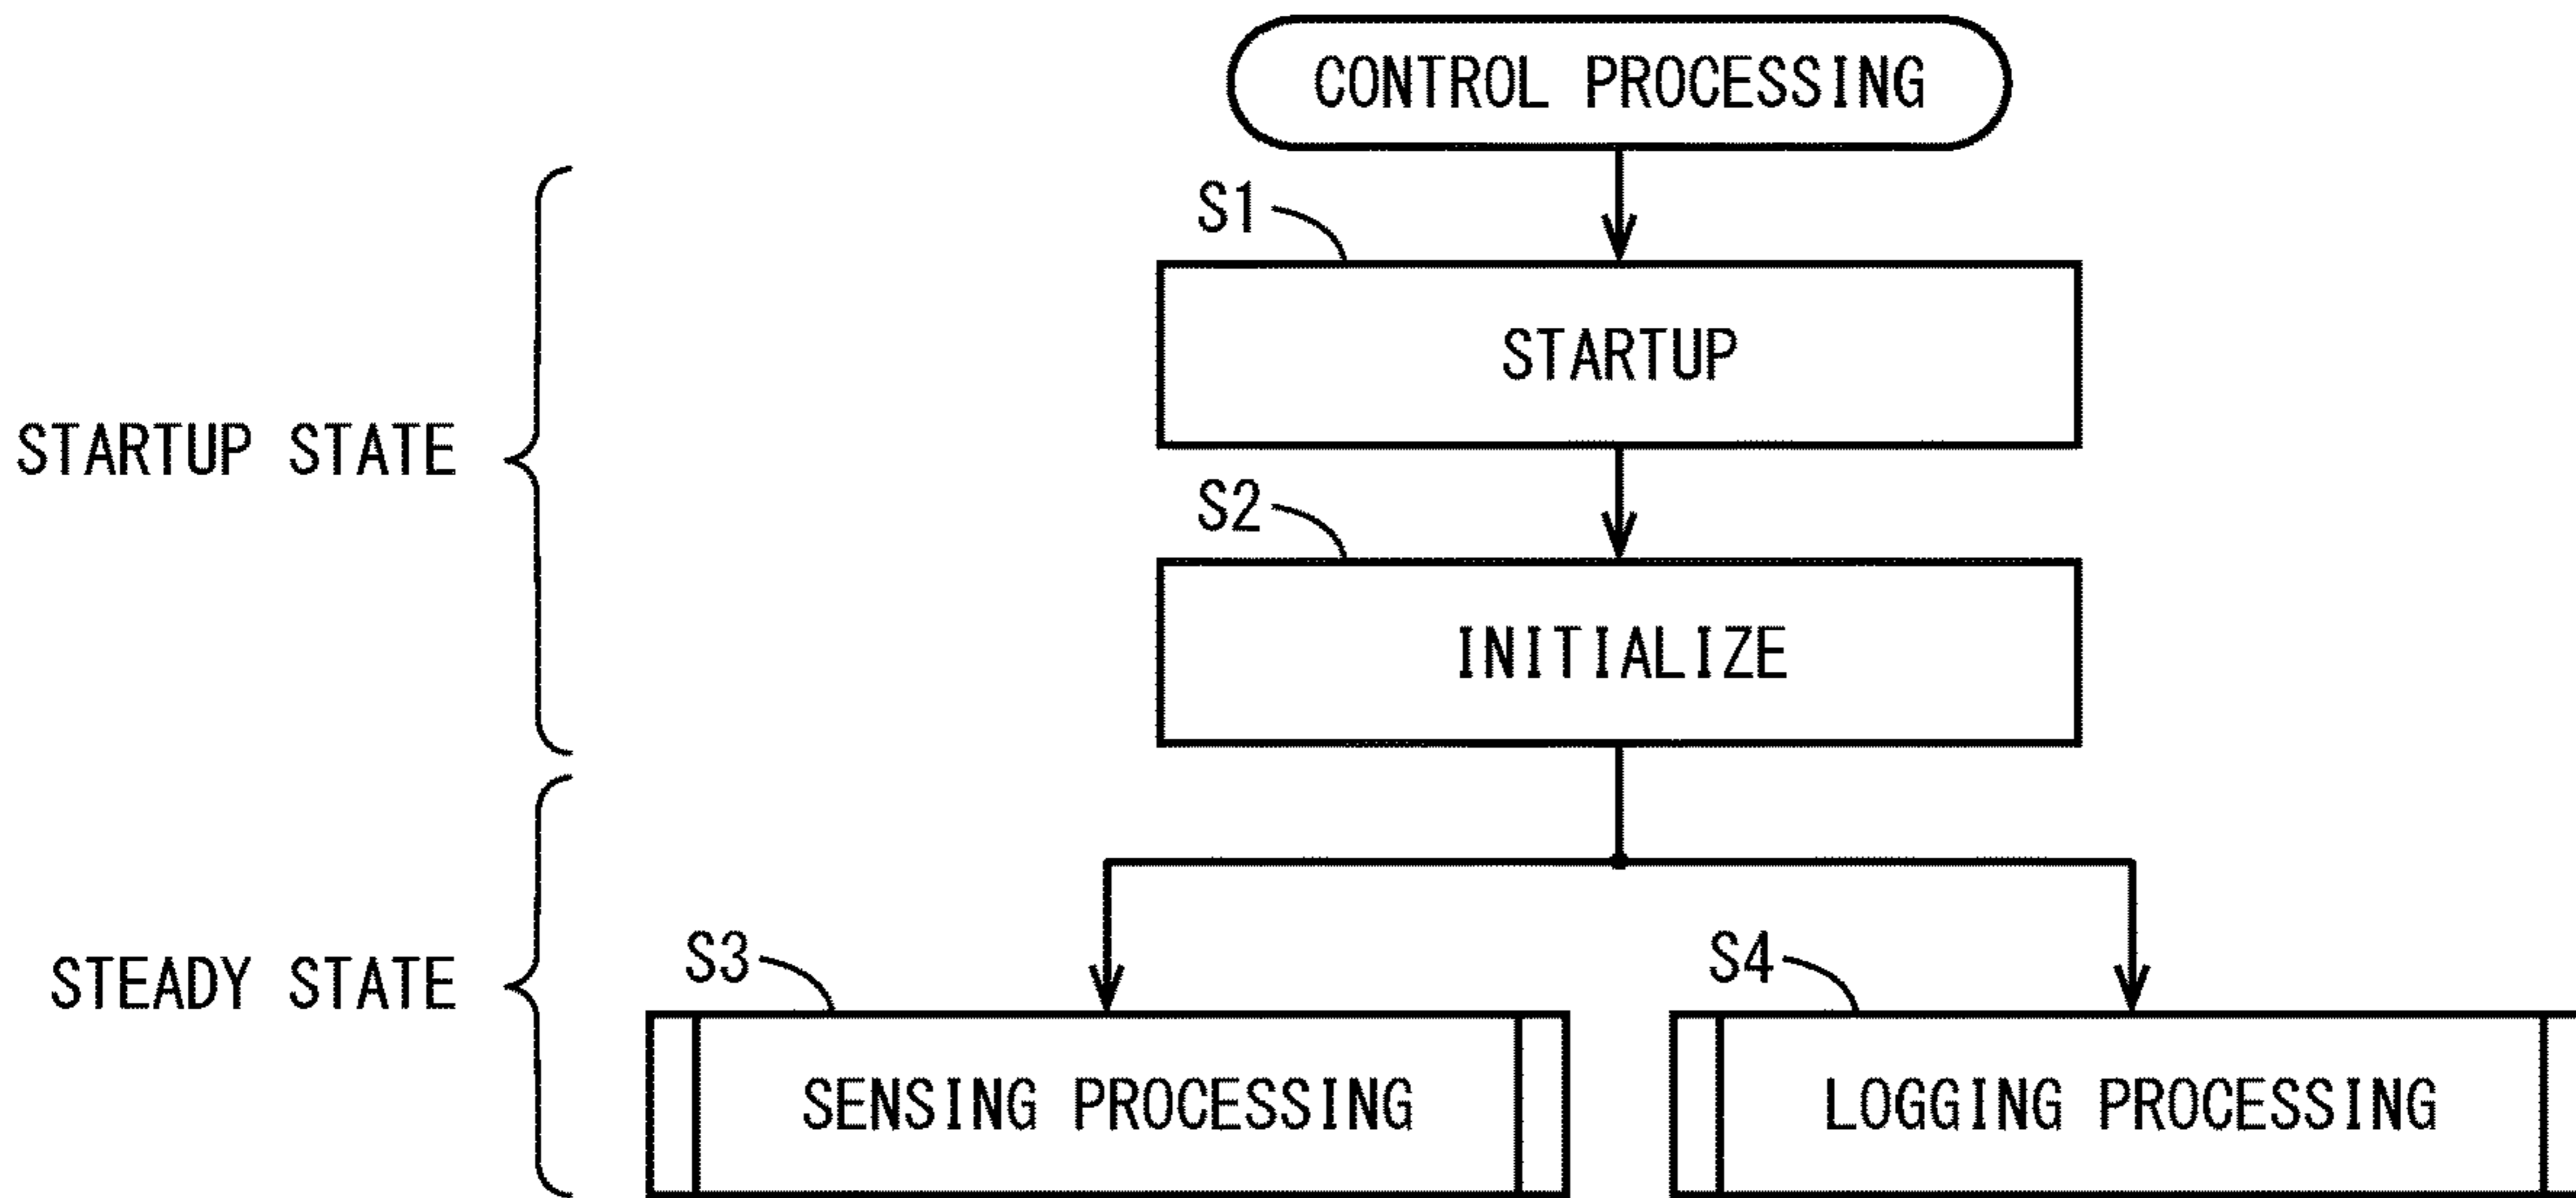 CONTROL PROCESSING
S1
STARTUP
STARTUP STATE
S2
INITIALIZE
STEADY STATE
S3
S4
SENSING PROCESSING
LOGGING PROCESSING